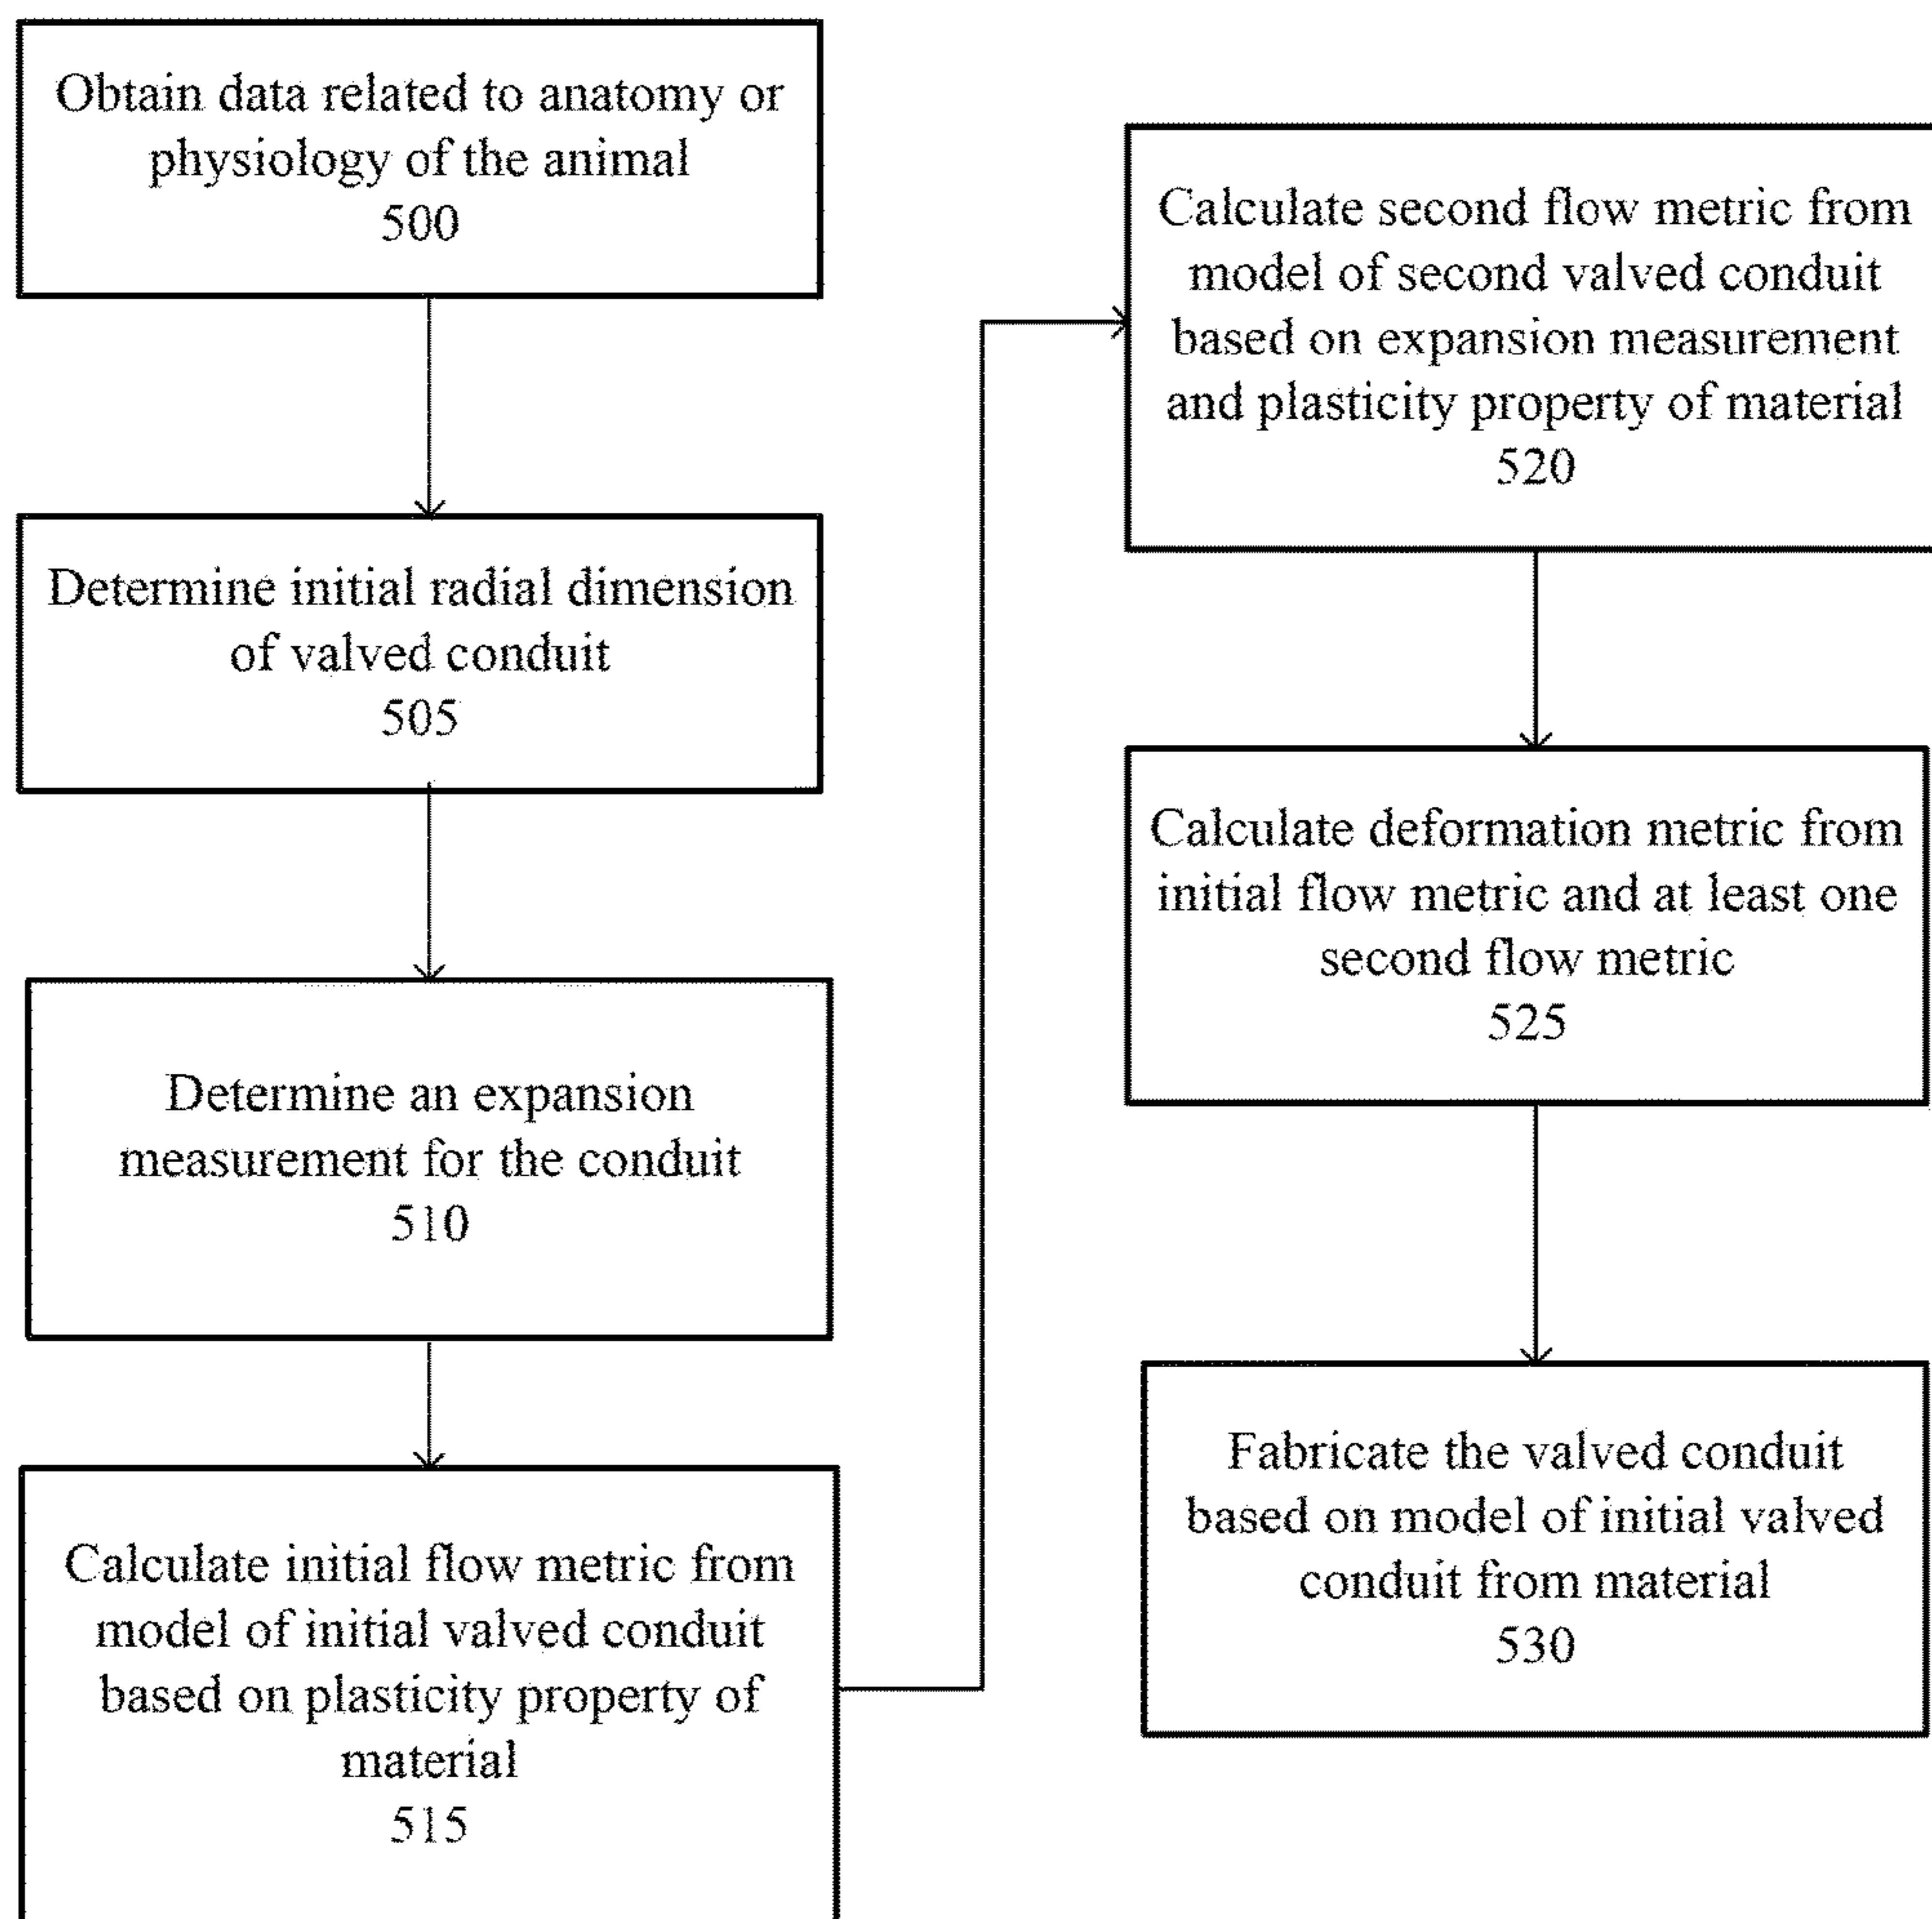 Obtain data related to anatomy or
physiology of the animal
500
Determine initial radial dimension
of valved conduit
505
Determine an expansion
measurement for the conduit
510
Calculate initial flow metric from
model of initial valved conduit
based on plasticity property of
material
515
Calculate second flow metric from
model of second valved conduit
based on expansion measurement
and plasticity property of material
520
Calculate deformation metric from
initial flow metric and at least one
second flow metric
525
Fabricate the valved conduit
based on model of initial valved
conduit from material
530